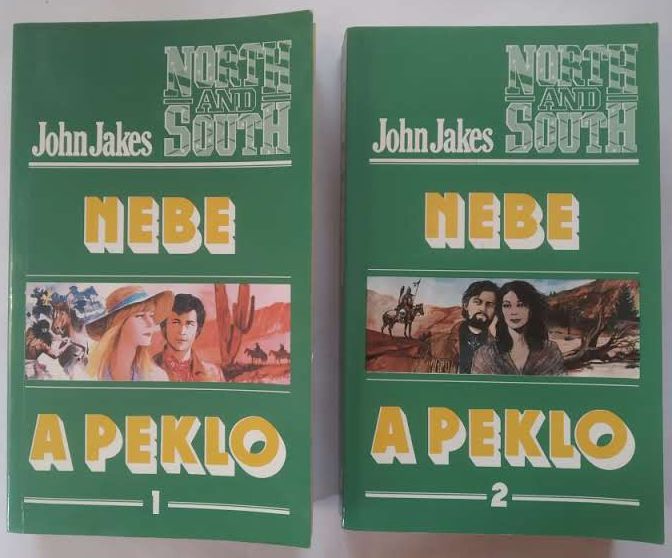 NORTH
AND
SOUTH
John Jakes
NEBE
A PEKLO
1
NORTH
AND
SOUTH
John Jakes
NEBE
A PEKLO
2